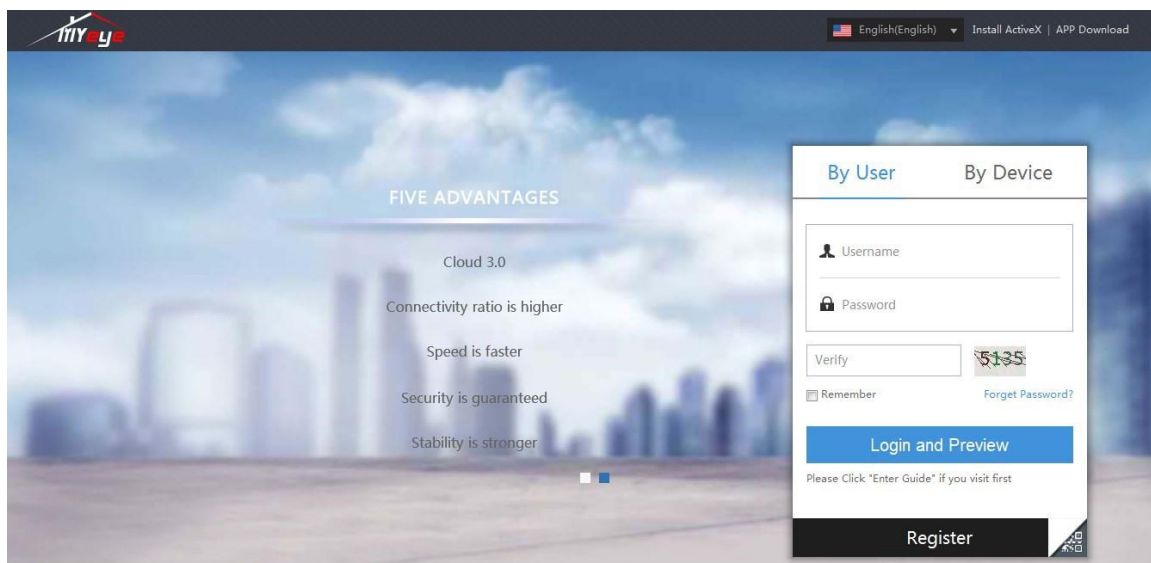 MYeye
English(English)
Install ActiveX | APP Download
FIVE ADVANTAGES
Cloud 3.0
Connectivity ratio is higher
Speed is faster
Security is guaranteed
Stability is stronger
By User
By Device
Username
Password
Verify
5135
Remember
Forget Password?
Login and Preview
Please Click "Enter Guide" if you visit first
Register